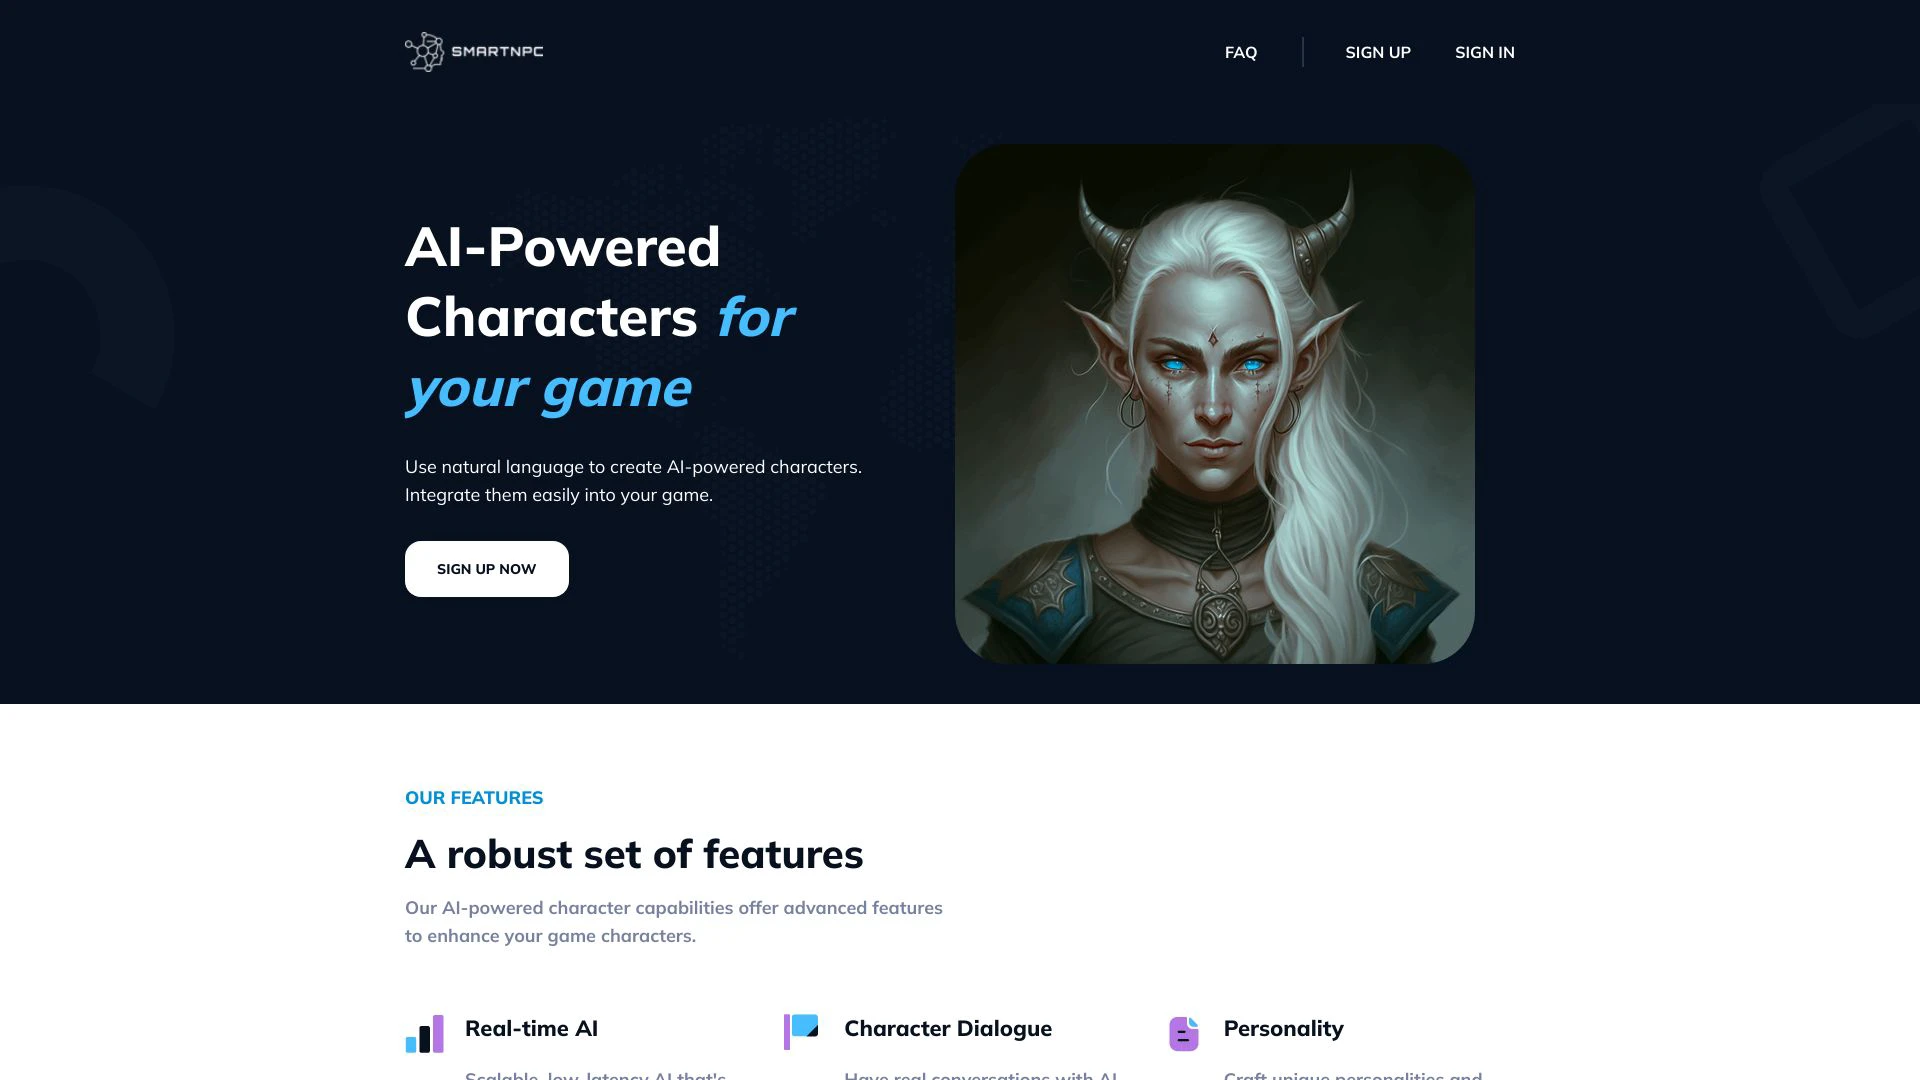 SMARTNPC
FAQ
SIGN UP
SIGN IN
AI-Powered
Characters for
your game
Use natural language to create AI-powered characters.
Integrate them easily into your game.
SIGN UP NOW
OUR FEATURES
A robust set of features
Our AI-powered character capabilities offer advanced features
to enhance your game characters.
Real-time AI
Character Dialogue
Personality
Scalable, low-latency AI that's
Have real conversations with AI
Craft unique personalities and